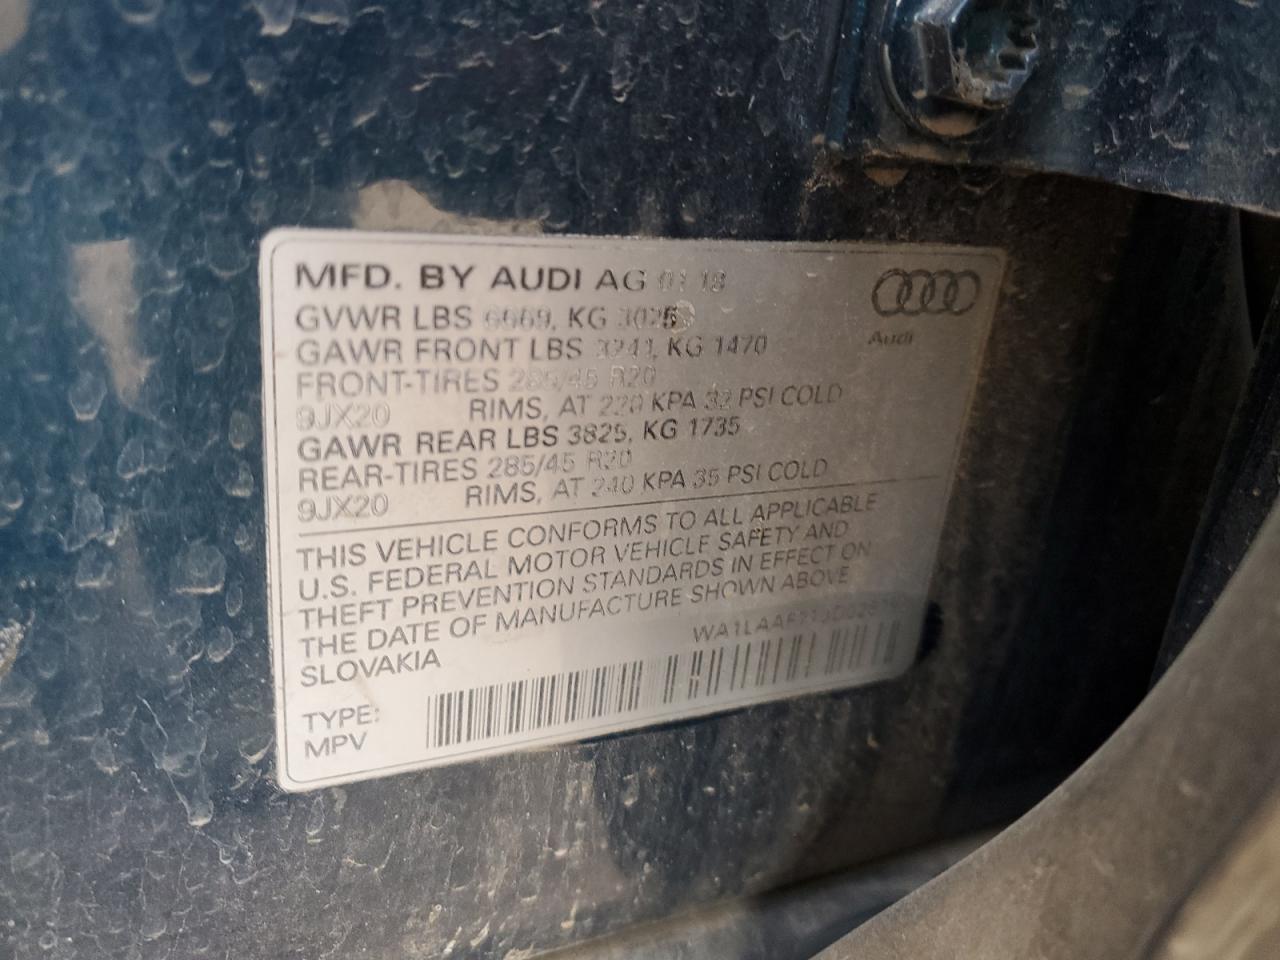 MFD. BY AUDI AG 01 18
GVWR LBS 6669, KG 3025
GAWR FRONT LBS 3241, KG 1470
FRONT-TIRES 285/45 R20
9JX20 RIMS, AT 220 KPA 32 PSI COLD
GAWR REAR LBS 3825, KG 1735
REAR-TIRES 285/45 R20
9JX20 RIMS, AT 240 KPA 35 PSI COLD
Audi
THIS VEHICLE CONFORMS TO ALL APPLICABLE
U.S. FEDERAL MOTOR VEHICLE SAFETY AND
THEFT PREVENTION STANDARDS IN EFFECT ON
THE DATE OF MANUFACTURE SHOWN ABOVE
SLOVAKIA
TYPE:
MPV